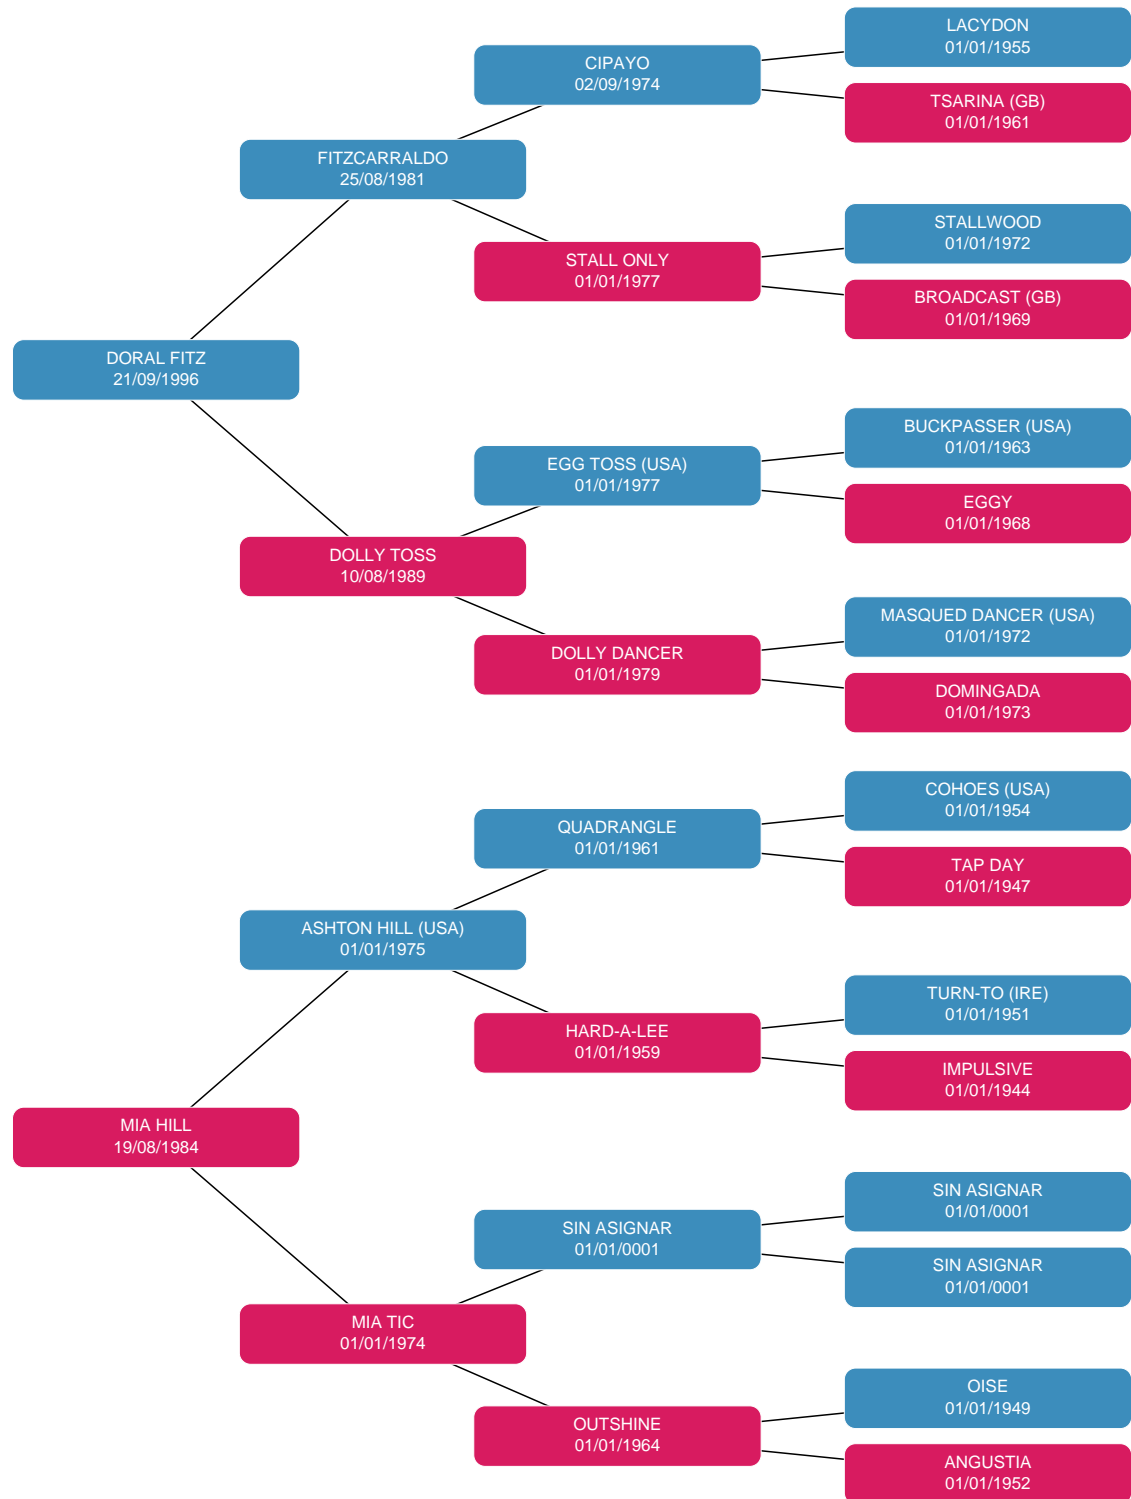 LACYDON
01/01/1955
CIPAYO
02/09/1974
TSARINA (GB)
01/01/1961
FITZCARRALDO
25/08/1981
STALLWOOD
01/01/1972
STALL ONLY
01/01/1977
BROADCAST (GB)
01/01/1969
DORAL FITZ
21/09/1996
BUCKPASSER (USA)
01/01/1963
EGG TOSS (USA)
01/01/1977
EGGY
01/01/1968
DOLLY TOSS
10/08/1989
MASQUED DANCER (USA)
01/01/1972
DOLLY DANCER
01/01/1979
DOMINGADA
01/01/1973
COHOES (USA)
01/01/1954
QUADRANGLE
01/01/1961
TAP DAY
01/01/1947
ASHTON HILL (USA)
01/01/1975
TURN-TO (IRE)
01/01/1951
HARD-A-LEE
01/01/1959
IMPULSIVE
01/01/1944
MIA HILL
19/08/1984
SIN ASIGNAR
01/01/0001
SIN ASIGNAR
01/01/0001
SIN ASIGNAR
01/01/0001
MIA TIC
01/01/1974
OISE
01/01/1949
OUTSHINE
01/01/1964
ANGUSTIA
01/01/1952